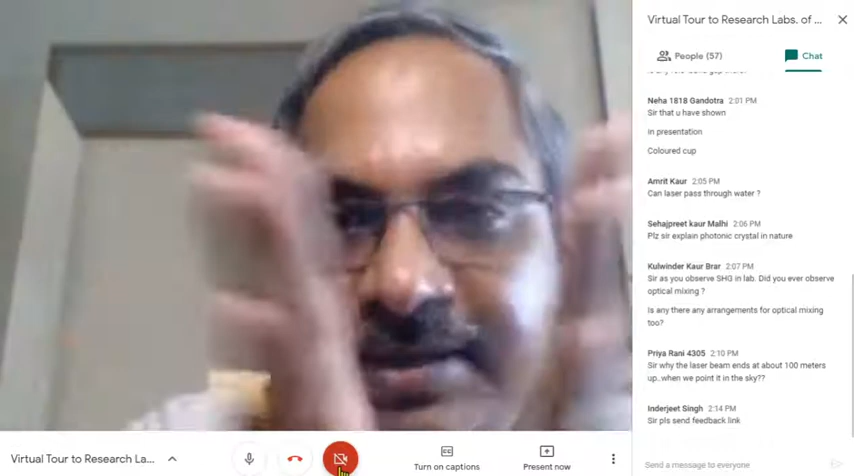 Virtual Tour to Research Labs. of ...
People (57)
Chat
Neha 1818 Gandotra 2:01 PM
Sir that u have shown
in presentation
Coloured cup
Amrit Kaur 2:05 PM
Can laser pass through water ?
Sehajpreet kaur Malhi 2:06 PM
Plz sir explain photonic crystal in nature
Kulwinder Kaur Brar 2:07 PM
Sir as you observe SHG in lab. Did you ever observe
optical mixing ?
Is any there any arrangements for optical mixing
too?
Priya Rani 4305 2:10 PM
Sir why the laser beam ends at about 100 meters
up..when we point it in the sky??
Inderjeet Singh 2:14 PM
Sir pls send feedback link
Send a message to everyone
Virtual Tour to Research La...
Turn on captions
Present now